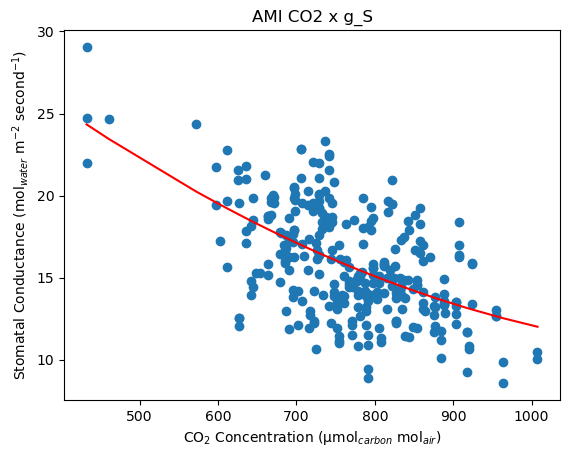 AMI CO2 x g_S
Stomatal Conductance (mol_water m⁻² second⁻¹)
30
25
20
15
10
500 600 700 800 900 1000
CO₂ Concentration (μmol_carbon mol_air)